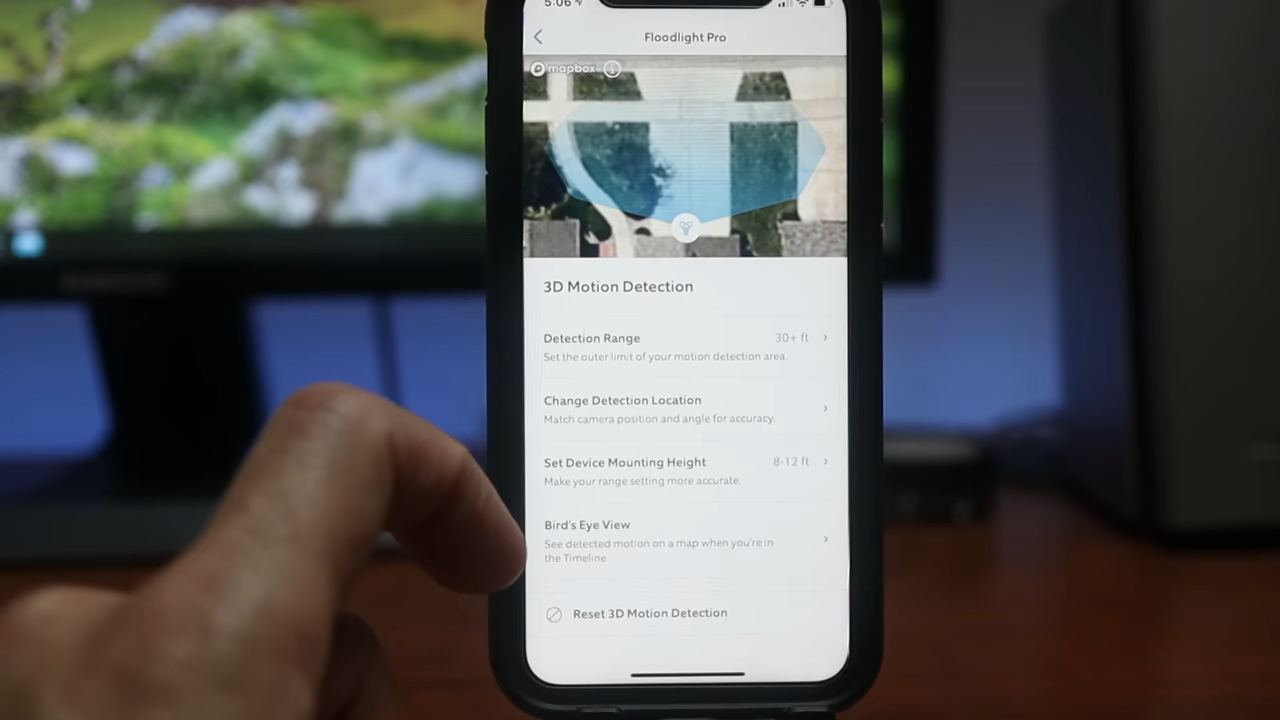 5:06
Floodlight Pro
mapbox
3D Motion Detection
Detection Range 30+ ft
Set the outer limit of your motion detection area.
Change Detection Location
Match camera position and angle for accuracy.
Set Device Mounting Height 8-12 ft
Make your range setting more accurate.
Bird's Eye View
See detected motion on a map when you're in
the Timeline.
Reset 3D Motion Detection